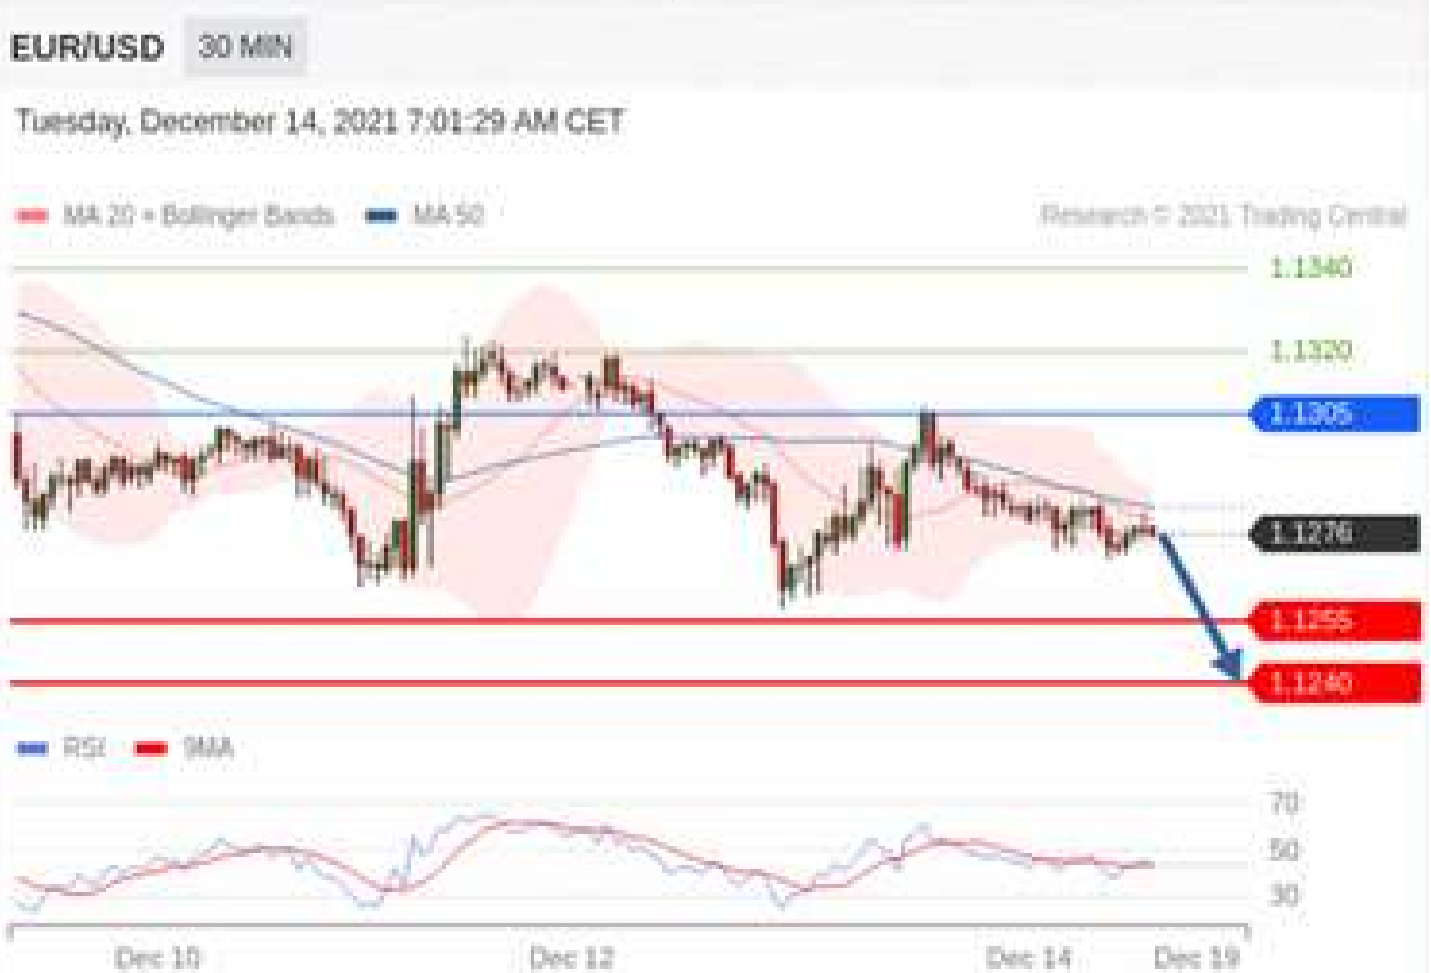 EUR/USD 30 MIN
Tuesday, December 14, 2021 7:01:29 AM CET
MA 20 + Bollinger Bands MA 50 Research © 2021 Trading Central
1.1340
1.1320
1.1305
1.1276
1.1255
1.1240
RSI 9MA
70
50
30
Dec 10 Dec 12 Dec 14 Dec 19